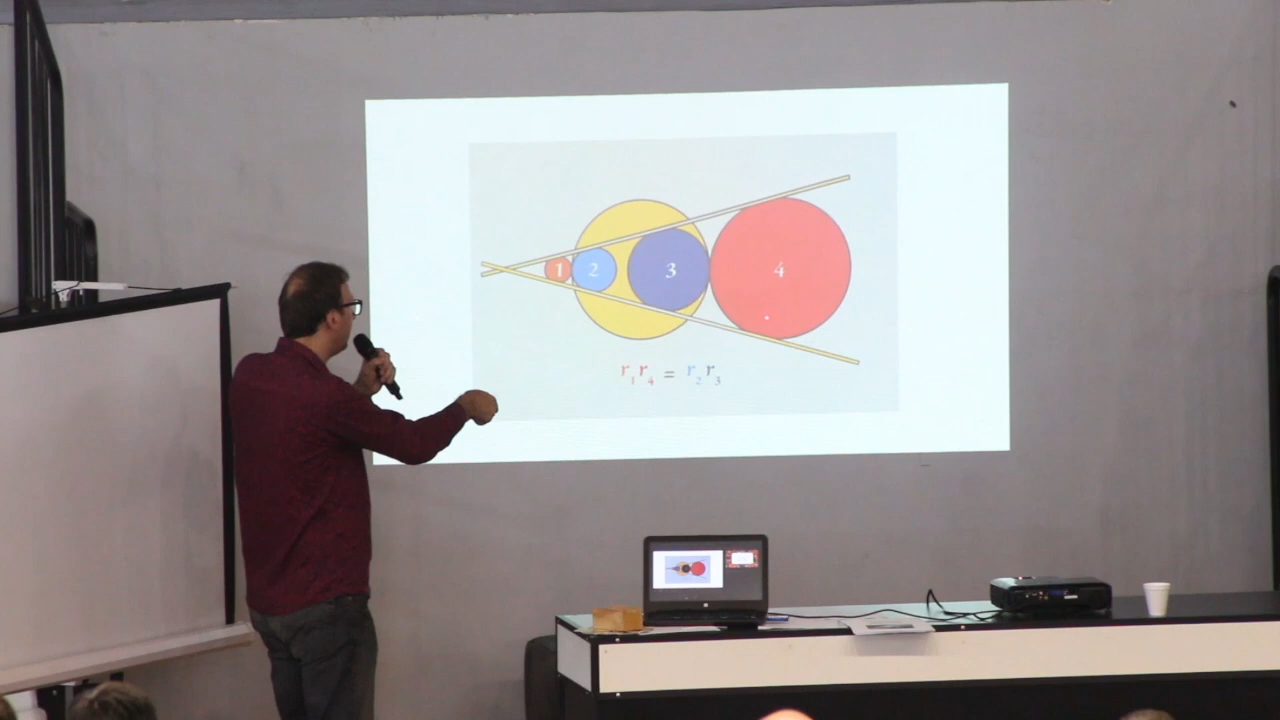 1 2 3 4
r₁r₄ = r₂r₃